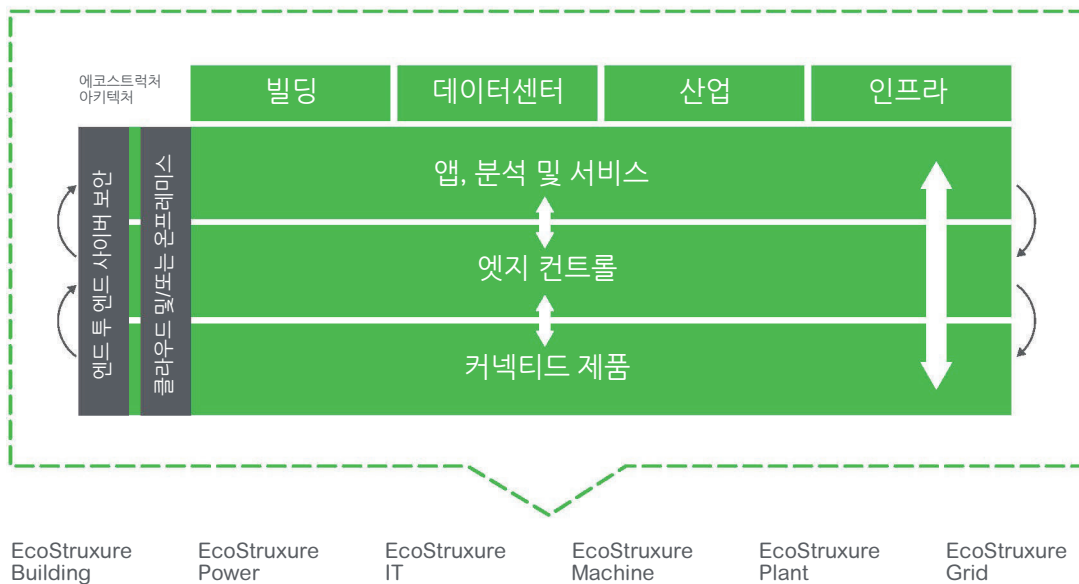 에코스트럭처
아키텍처
빌딩
데이터센터
산업
인프라
엔드 투 엔드 사이버 보안
클라우드 및/또는 온프레미스
앱, 분석 및 서비스
엣지 컨트롤
커넥티드 제품
EcoStruxure
Building
EcoStruxure
Power
EcoStruxure
IT
EcoStruxure
Machine
EcoStruxure
Plant
EcoStruxure
Grid